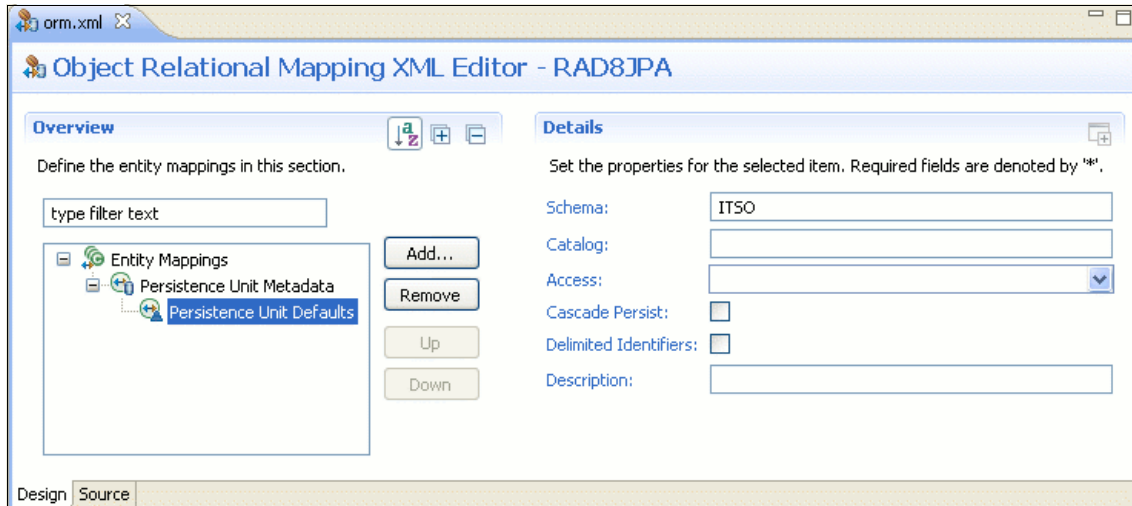 orm.xml
Object Relational Mapping XML Editor - RAD8JPA
Overview
Define the entity mappings in this section.
type filter text
Entity Mappings
Persistence Unit Metadata
Persistence Unit Defaults
Add...
Remove
Up
Down
Details
Set the properties for the selected item. Required fields are denoted by '*'.
Schema: ITSO
Catalog:
Access:
Cascade Persist:
Delimited Identifiers:
Description:
Design Source